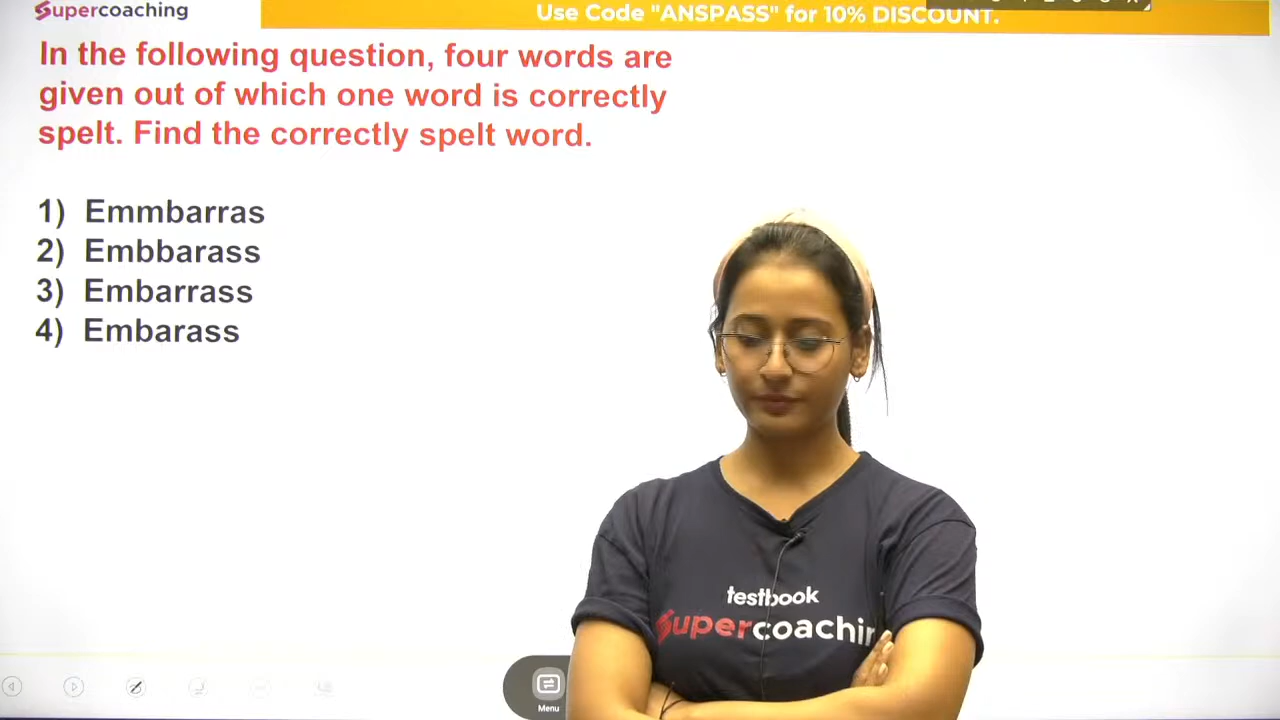 Supercoaching
Use Code "ANSPASS" for 10% DISCOUNT.
In the following question, four words are
given out of which one word is correctly
spelt. Find the correctly spelt word.
1) Emmbarras
2) Embbarass
3) Embarrass
4) Embarass
testbook
Supercoachin
Menu